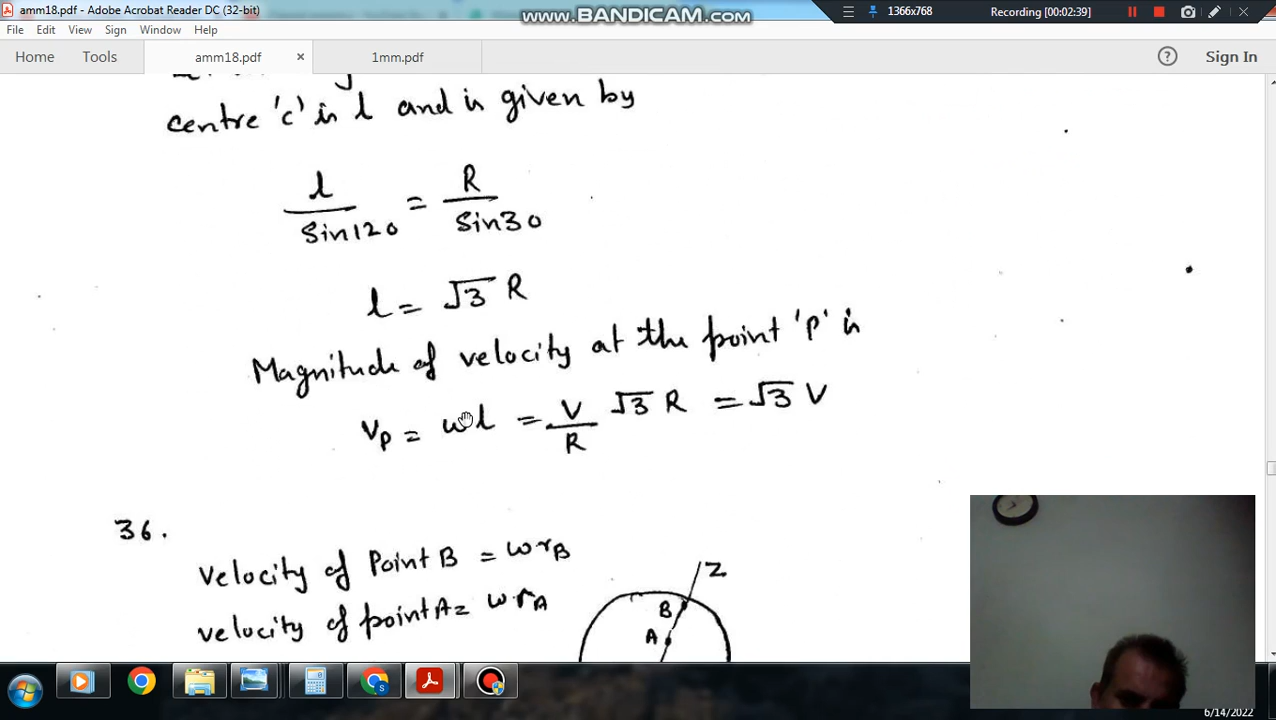 amm18.pdf - Adobe Acrobat Reader DC (32-bit)
www.BANDICAM.com
1366x768
Recording [00:02:39]
File Edit View Sign Window Help
Home Tools amm18.pdf × 1mm.pdf ? Sign In
centre 'c' is l and is given by
l / Sin120 = R / Sin30
l = √3 R
Magnitude of velocity at the point 'p' is
Vp = ωl = V/R √3 R = √3 V
36.
Velocity of Point B = ωrB
Z
B
velocity of point A = ωrA
A
6/14/2022